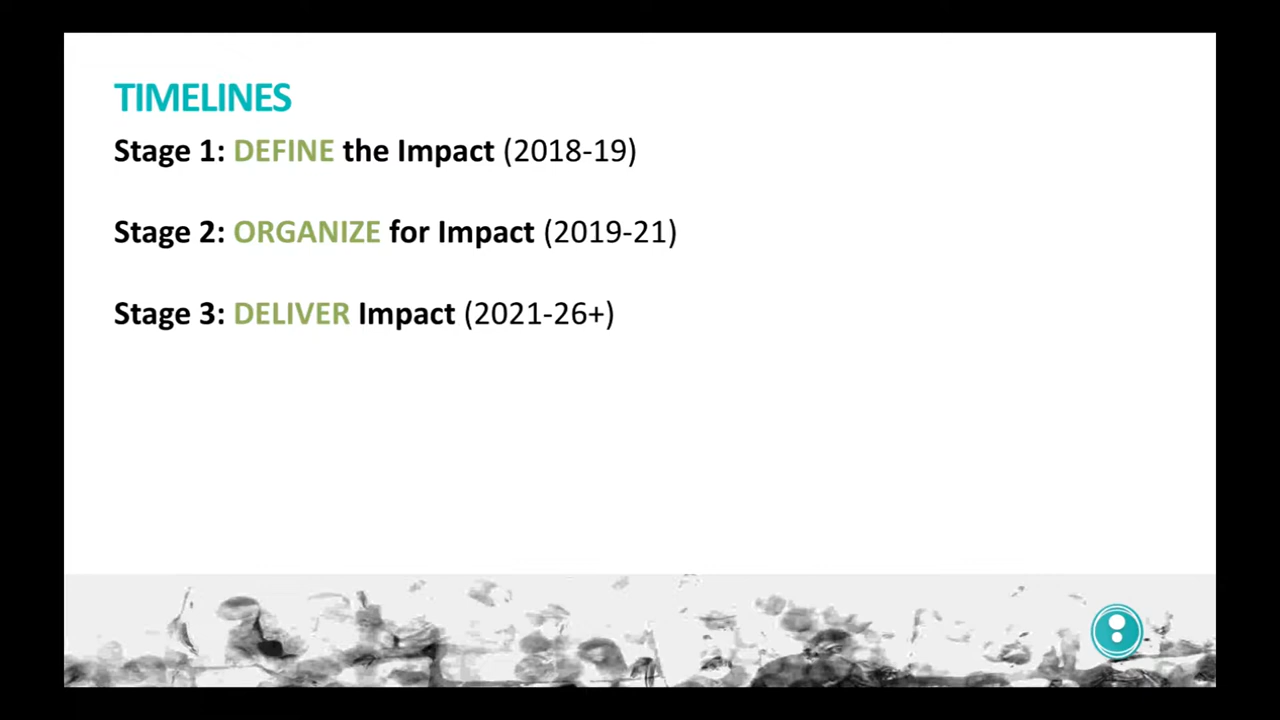 TIMELINES
Stage 1: DEFINE the Impact (2018-19)
Stage 2: ORGANIZE for Impact (2019-21)
Stage 3: DELIVER Impact (2021-26+)